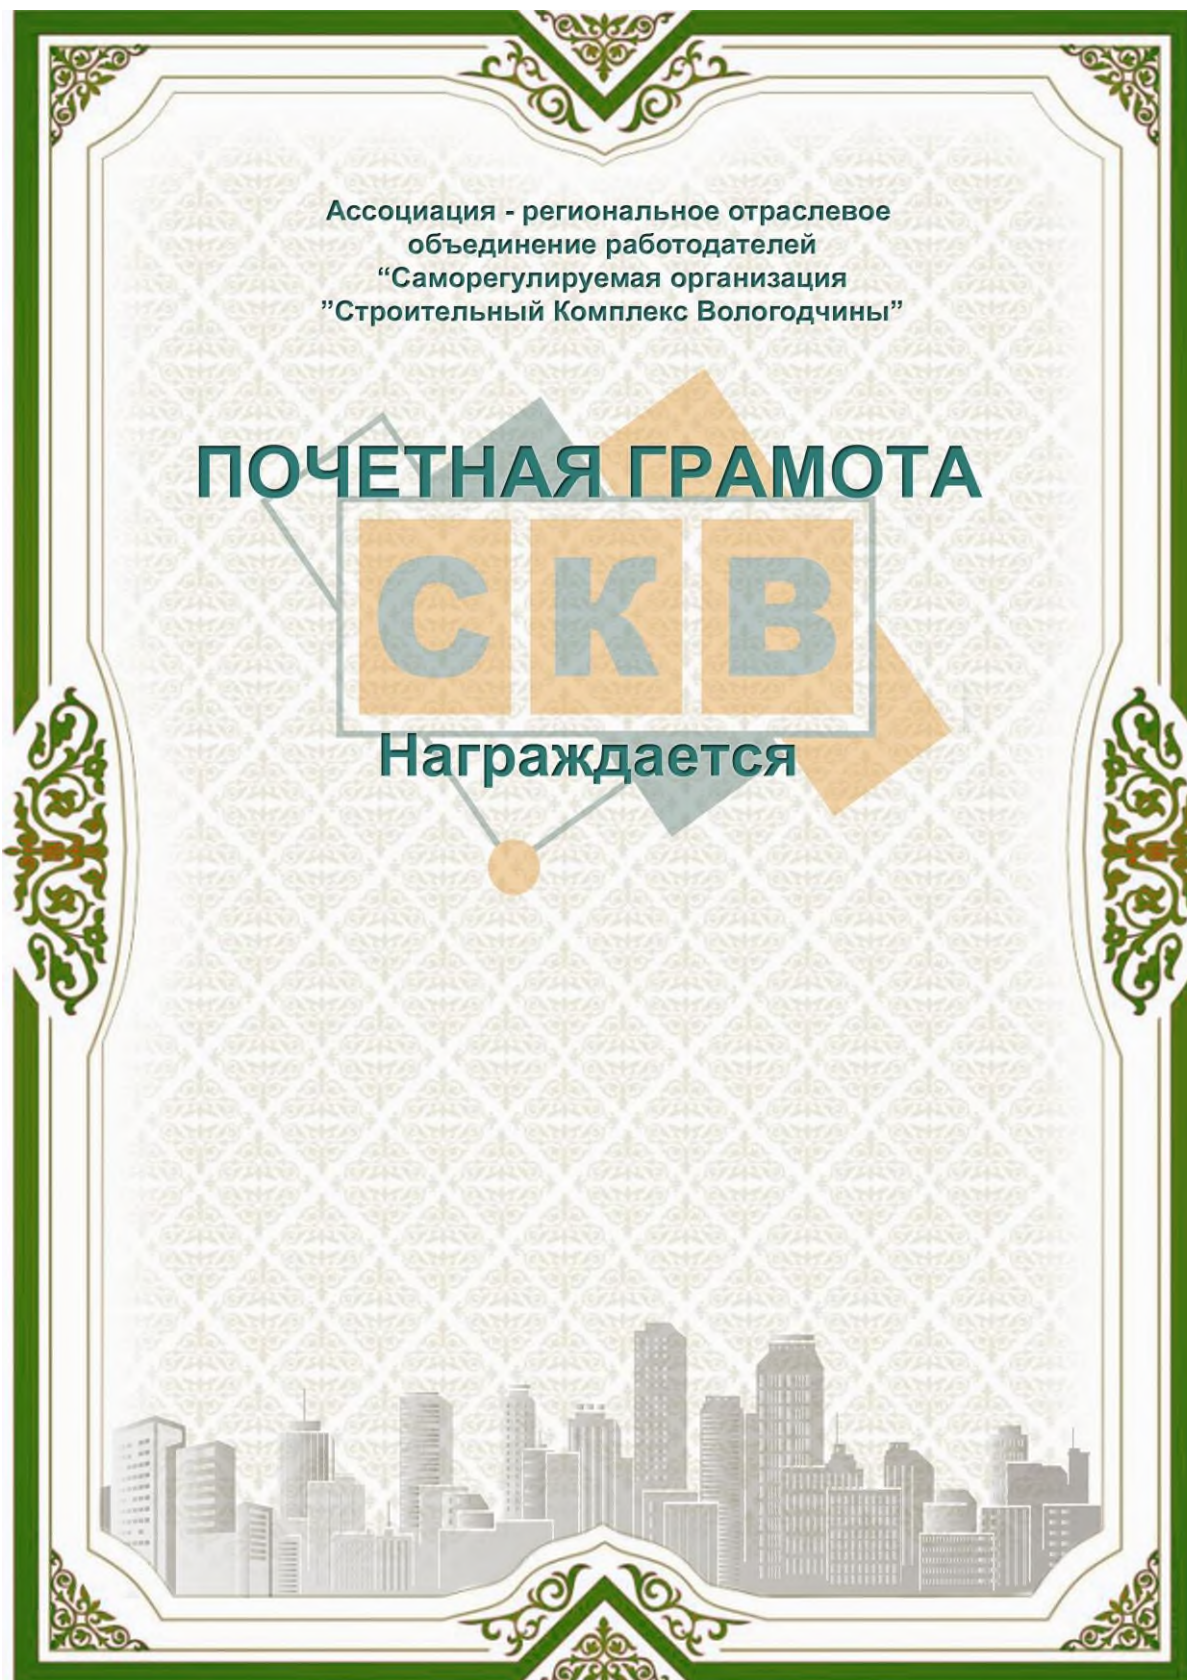 Ассоциация - региональное отраслевое
объединение работодателей
“Саморегулируемая организация
”Строительный Комплекс Вологодчины”
ПОЧЕТНАЯ ГРАМОТА
СКВ
Награждается